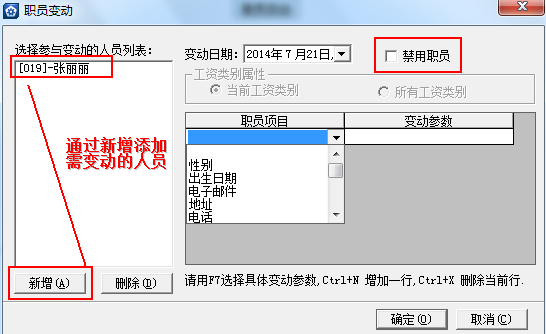 职员变动
选择参与变动的人员列表:
[019]-张丽丽
通过新增添加
需变动的人员
新增(A)
删除(D)
变动日期:
2014年 7 月21日,
禁用职员
工资类别属性
当前工资类别
所有工资类别
职员项目
变动参数
性别
出生日期
电子邮件
地址
电话
请用F7选择具体变动参数,Ctrl+N 增加一行,Ctrl+X 删除当前行.
确定(O)
取消(C)